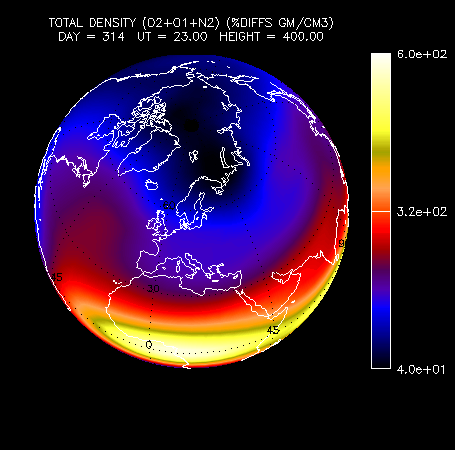 TOTAL DENSITY (O2+O1+N2) (%DIFFS GM/CM3)
DAY = 314 UT = 23.00 HEIGHT = 400.00
6.0e+02
3.2e+02
4.0e+01
30
45
0